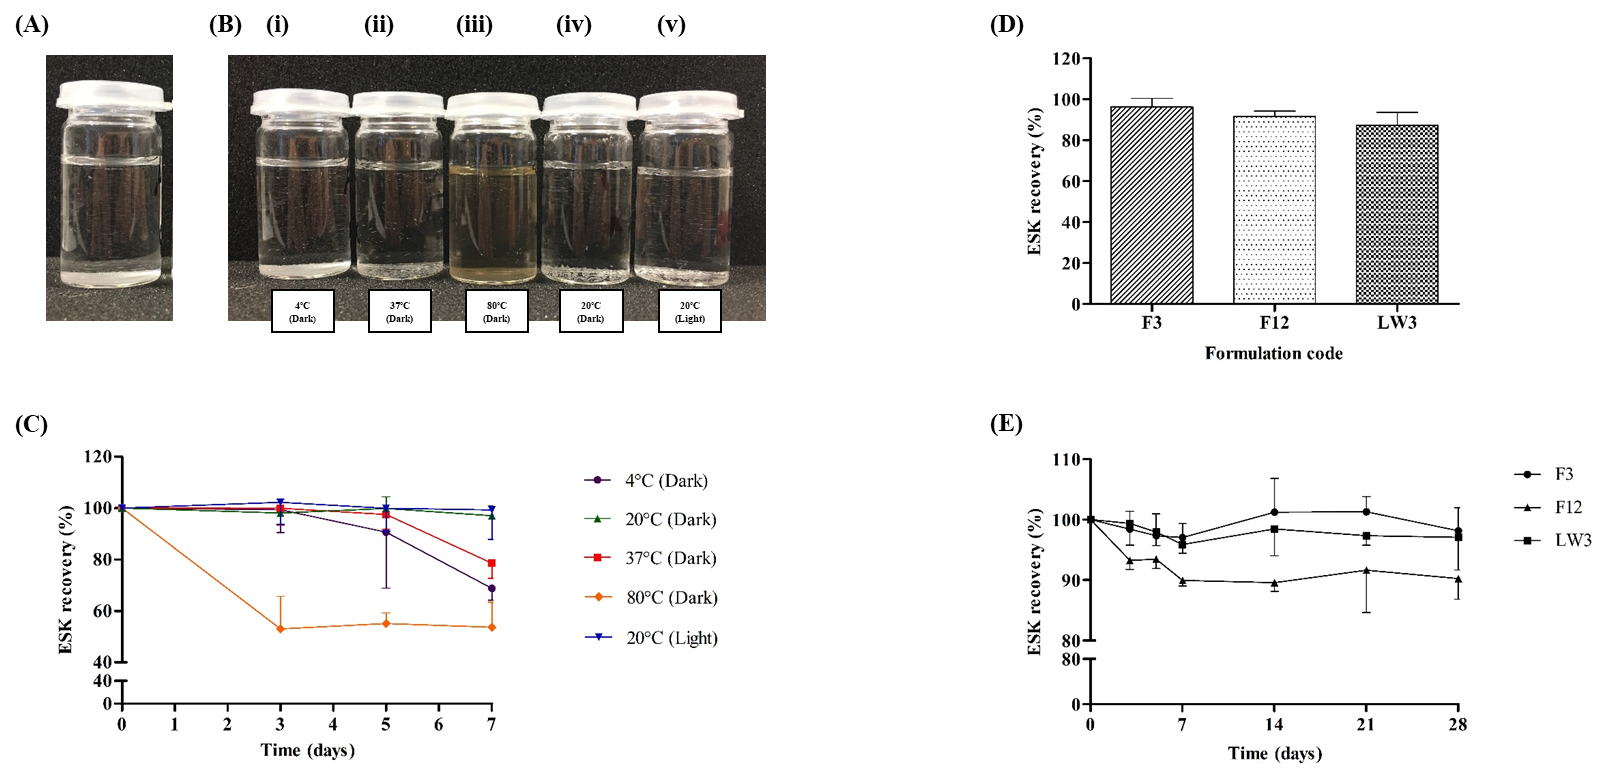 (A)
(B) (i) (ii) (iii) (iv) (v)
4°C
(Dark)
37°C
(Dark)
80°C
(Dark)
20°C
(Dark)
20°C
(Light)
(C)
ESK recovery (%)
120
100
80
60
40
40
0
0 1 2 3 4 5 6 7
Time (days)
4°C (Dark)
20°C (Dark)
37°C (Dark)
80°C (Dark)
20°C (Light)
(D)
ESK recovery (%)
120
100
80
60
40
20
0
F3 F12 LW3
Formulation code
(E)
ESK recovery (%)
110
100
90
80
80
0
0 7 14 21 28
Time (days)
F3
F12
LW3